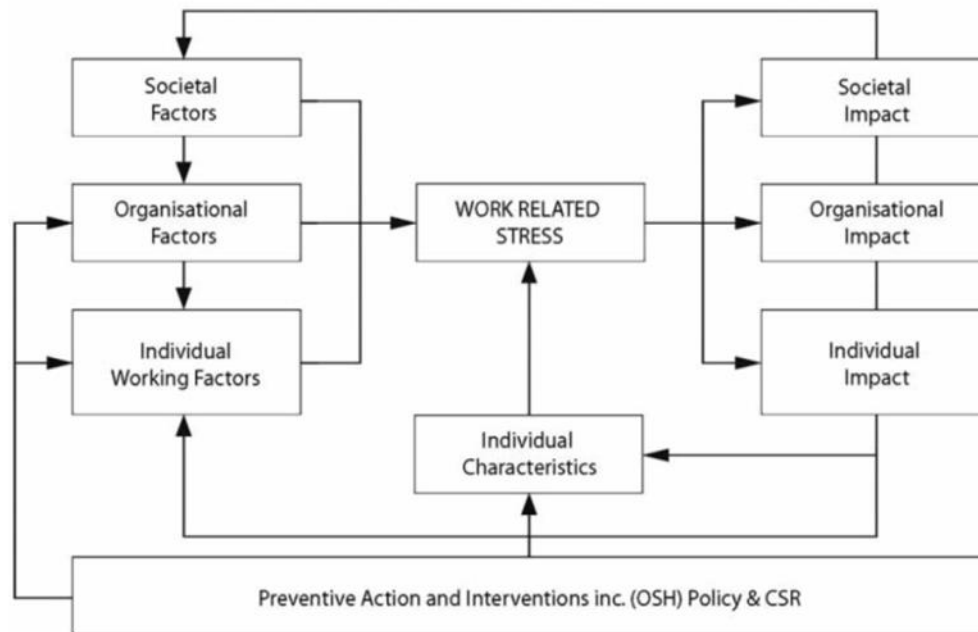 Societal
Factors
Societal
Impact
Organisational
Factors
WORK RELATED
STRESS
Organisational
Impact
Individual
Working Factors
Individual
Impact
Individual
Characteristics
Preventive Action and Interventions inc. (OSH) Policy & CSR